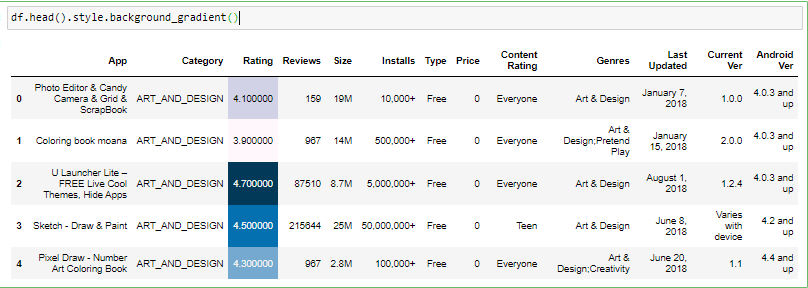 df.head().style.background_gradient()
App Category Rating Reviews Size Installs Type Price Content Rating Genres Last Updated Current Ver Android Ver
0 Photo Editor & Candy Camera & Grid & ScrapBook ART_AND_DESIGN 4.100000 159 19M 10,000+ Free 0 Everyone Art & Design January 7, 2018 1.0.0 4.0.3 and up
1 Coloring book moana ART_AND_DESIGN 3.900000 967 14M 500,000+ Free 0 Everyone Art & Design;Pretend Play January 15, 2018 2.0.0 4.0.3 and up
2 U Launcher Lite – FREE Live Cool Themes, Hide Apps ART_AND_DESIGN 4.700000 87510 8.7M 5,000,000+ Free 0 Everyone Art & Design August 1, 2018 1.2.4 4.0.3 and up
3 Sketch - Draw & Paint ART_AND_DESIGN 4.500000 215644 25M 50,000,000+ Free 0 Teen Art & Design June 8, 2018 Varies with device 4.2 and up
4 Pixel Draw - Number Art Coloring Book ART_AND_DESIGN 4.300000 967 2.8M 100,000+ Free 0 Everyone Art & Design;Creativity June 20, 2018 1.1 4.4 and up